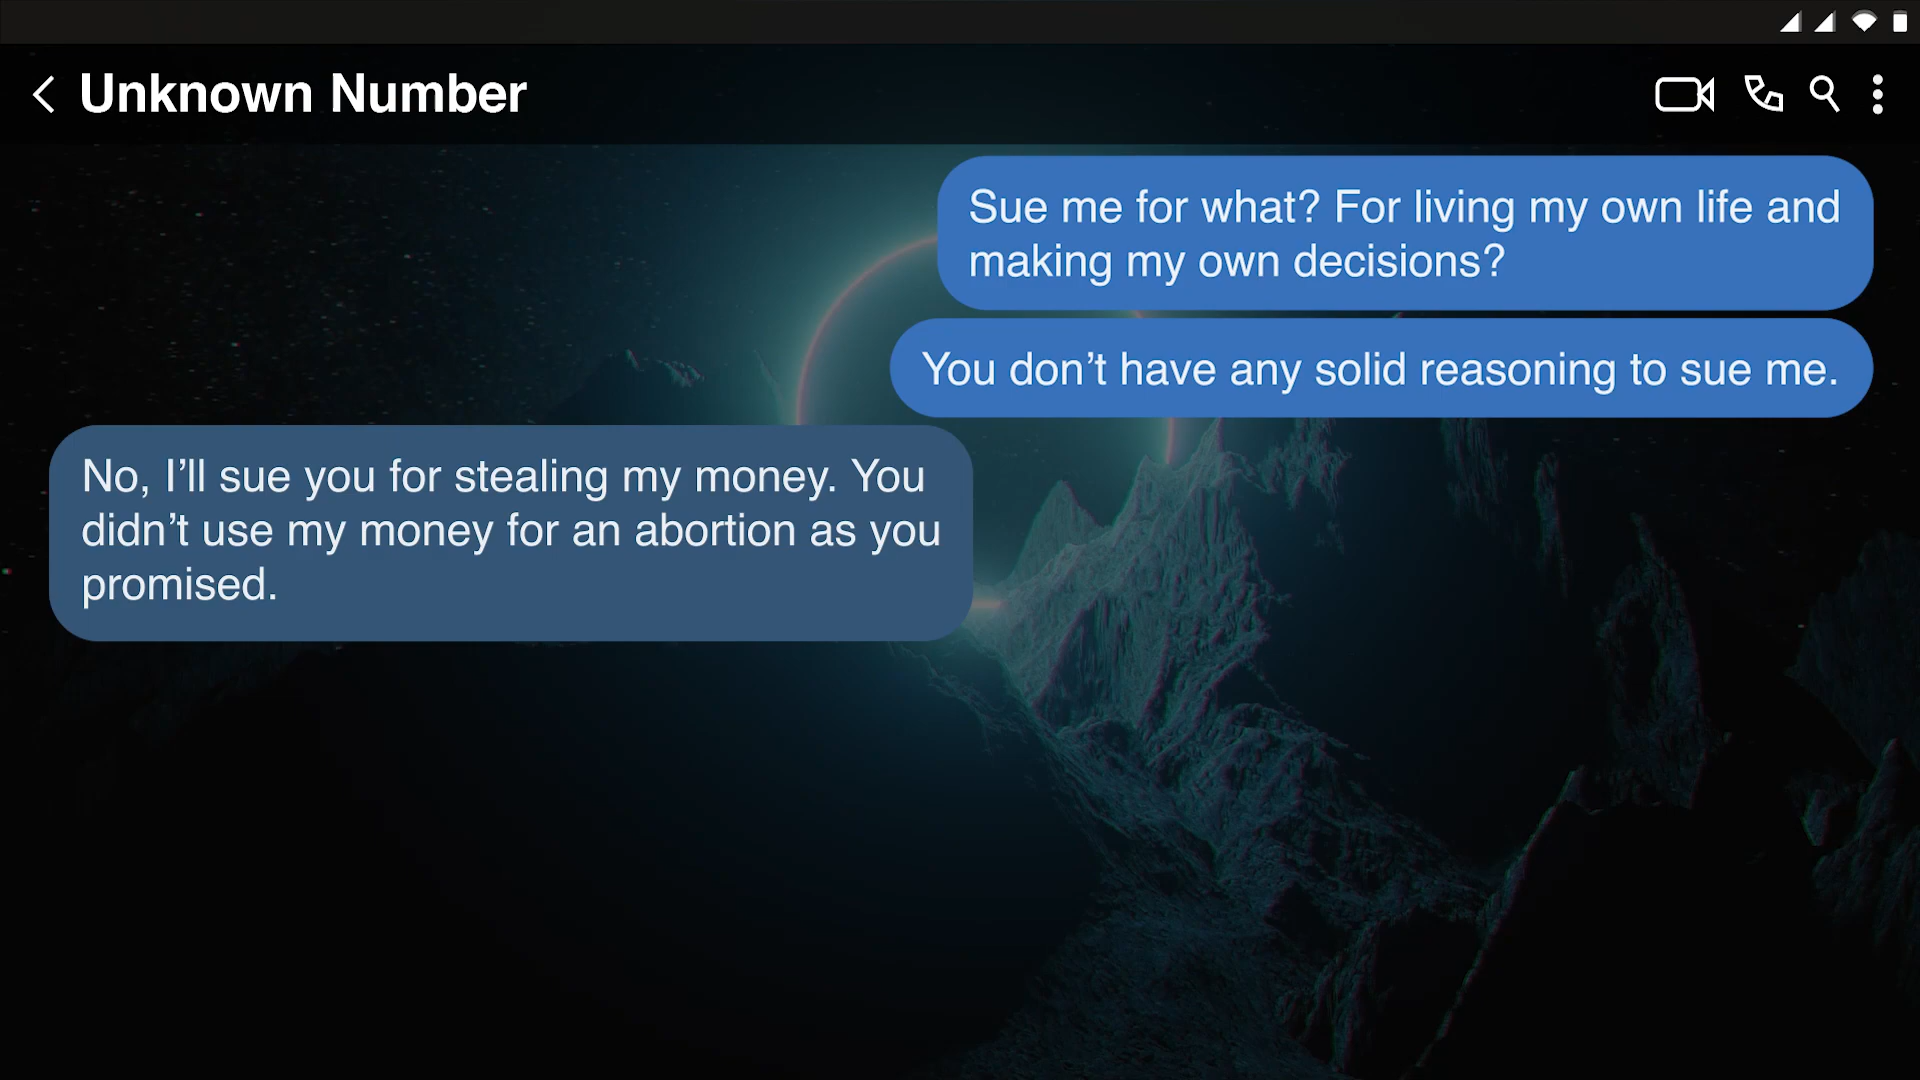 Unknown Number
Sue me for what? For living my own life and
making my own decisions?
You don’t have any solid reasoning to sue me.
No, I’ll sue you for stealing my money. You
didn’t use my money for an abortion as you
promised.